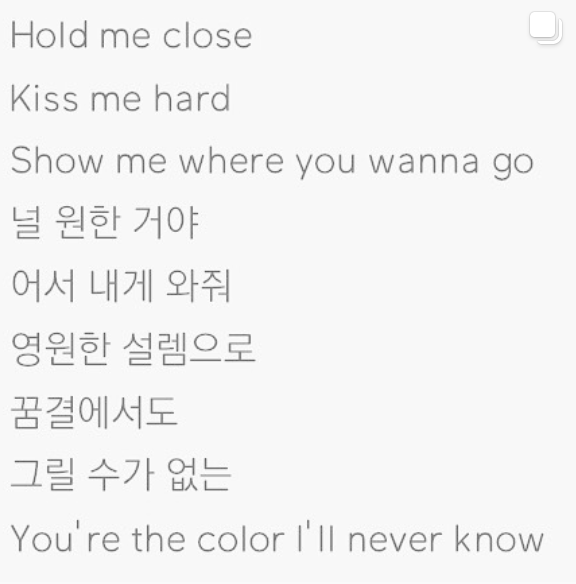 Hold me close
Kiss me hard
Show me where you wanna go
널 원한 거야
어서 내게 와줘
영원한 설렘으로
꿈결에서도
그릴 수가 없는
You're the color I'll never know